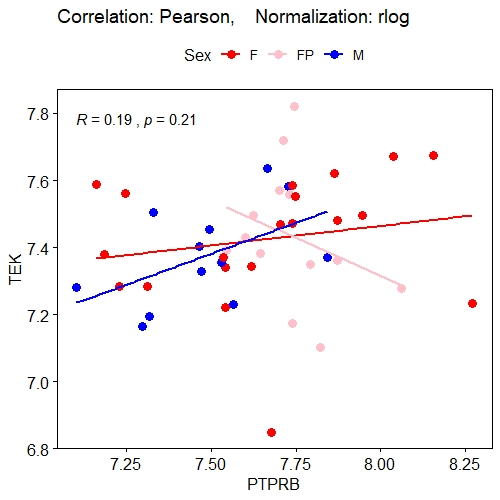 Correlation: Pearson,    Normalization: rlog
Sex F FP M
R = 0.19 , p = 0.21
7.8
7.6
7.4
7.2
7.0
6.8
TEK
7.25 7.50 7.75 8.00 8.25
PTPRB